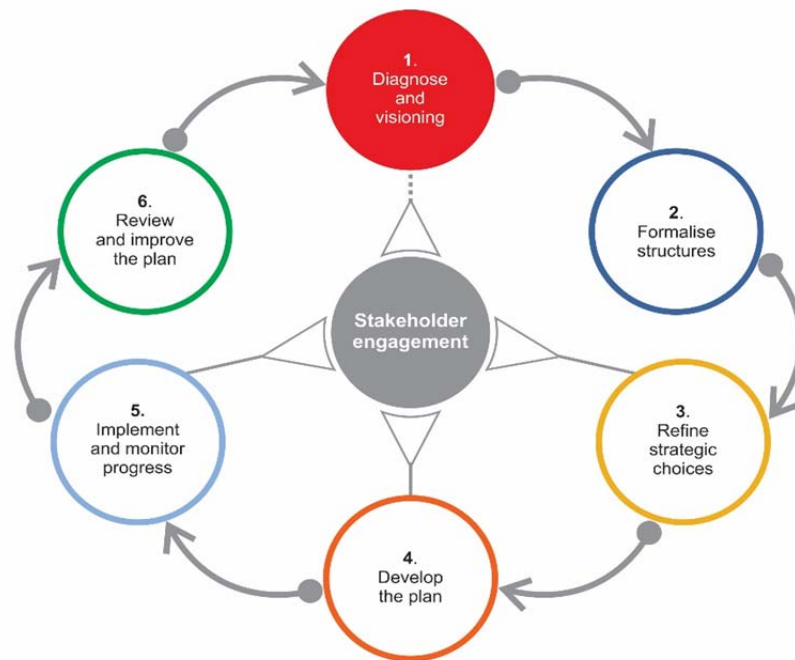 1.
Diagnose
and
visioning
2.
Formalise
structures
3.
Refine
strategic
choices
4.
Develop
the plan
5.
Implement
and monitor
progress
6.
Review
and improve
the plan
Stakeholder
engagement